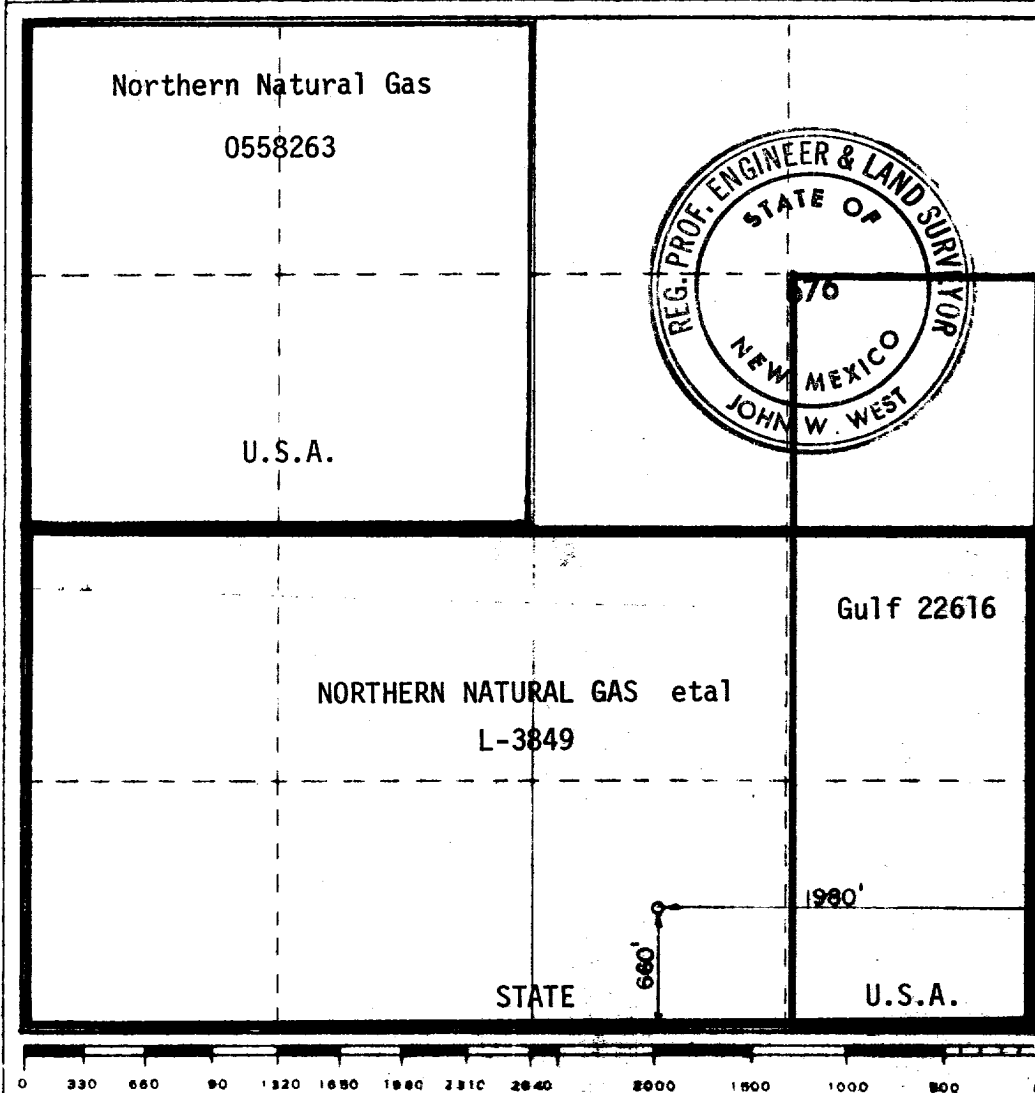 Northern Natural Gas
0558263
U.S.A.
REG. PROF. ENGINEER & LAND SURVEYOR
STATE OF
NEW MEXICO
JOHN W. WEST
Gulf 22616
NORTHERN NATURAL GAS etal
L-3849
1980'
660'
STATE
U.S.A.
0 330 660 90 1320 1650 1980 2310 2640 2000 1500 1000 500